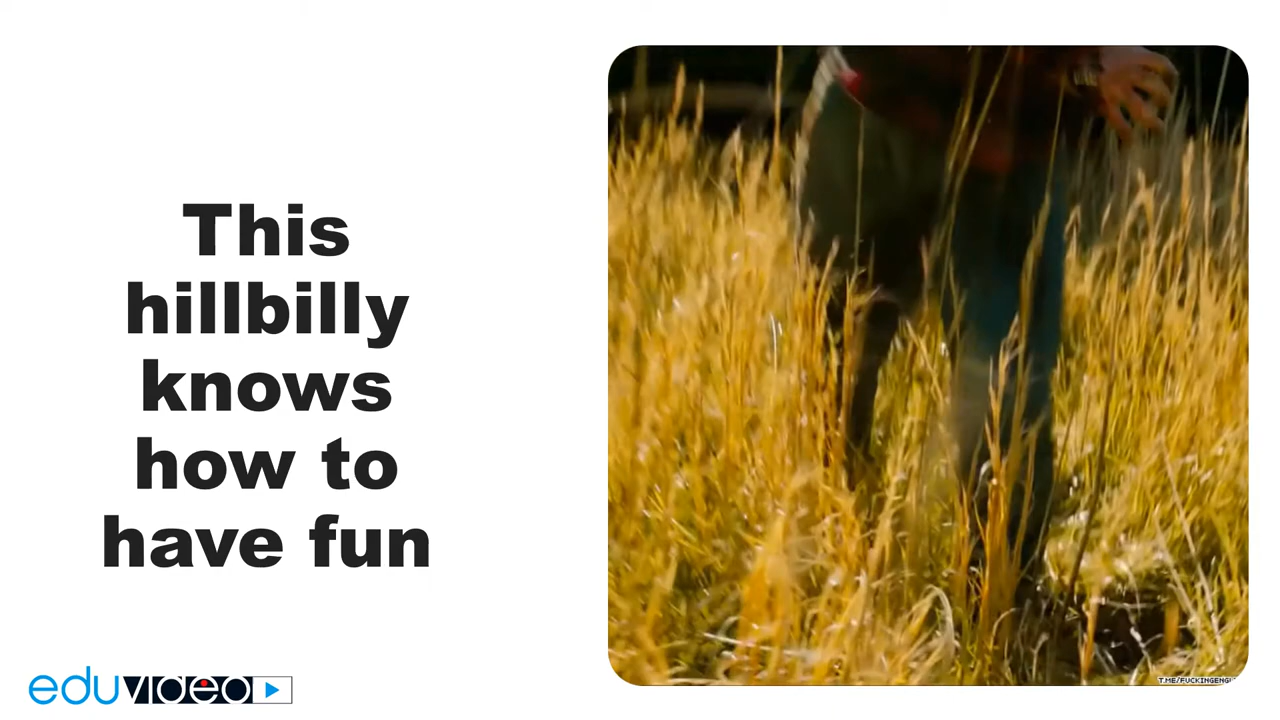 This
hillbilly
knows
how to
have fun
eduvideo